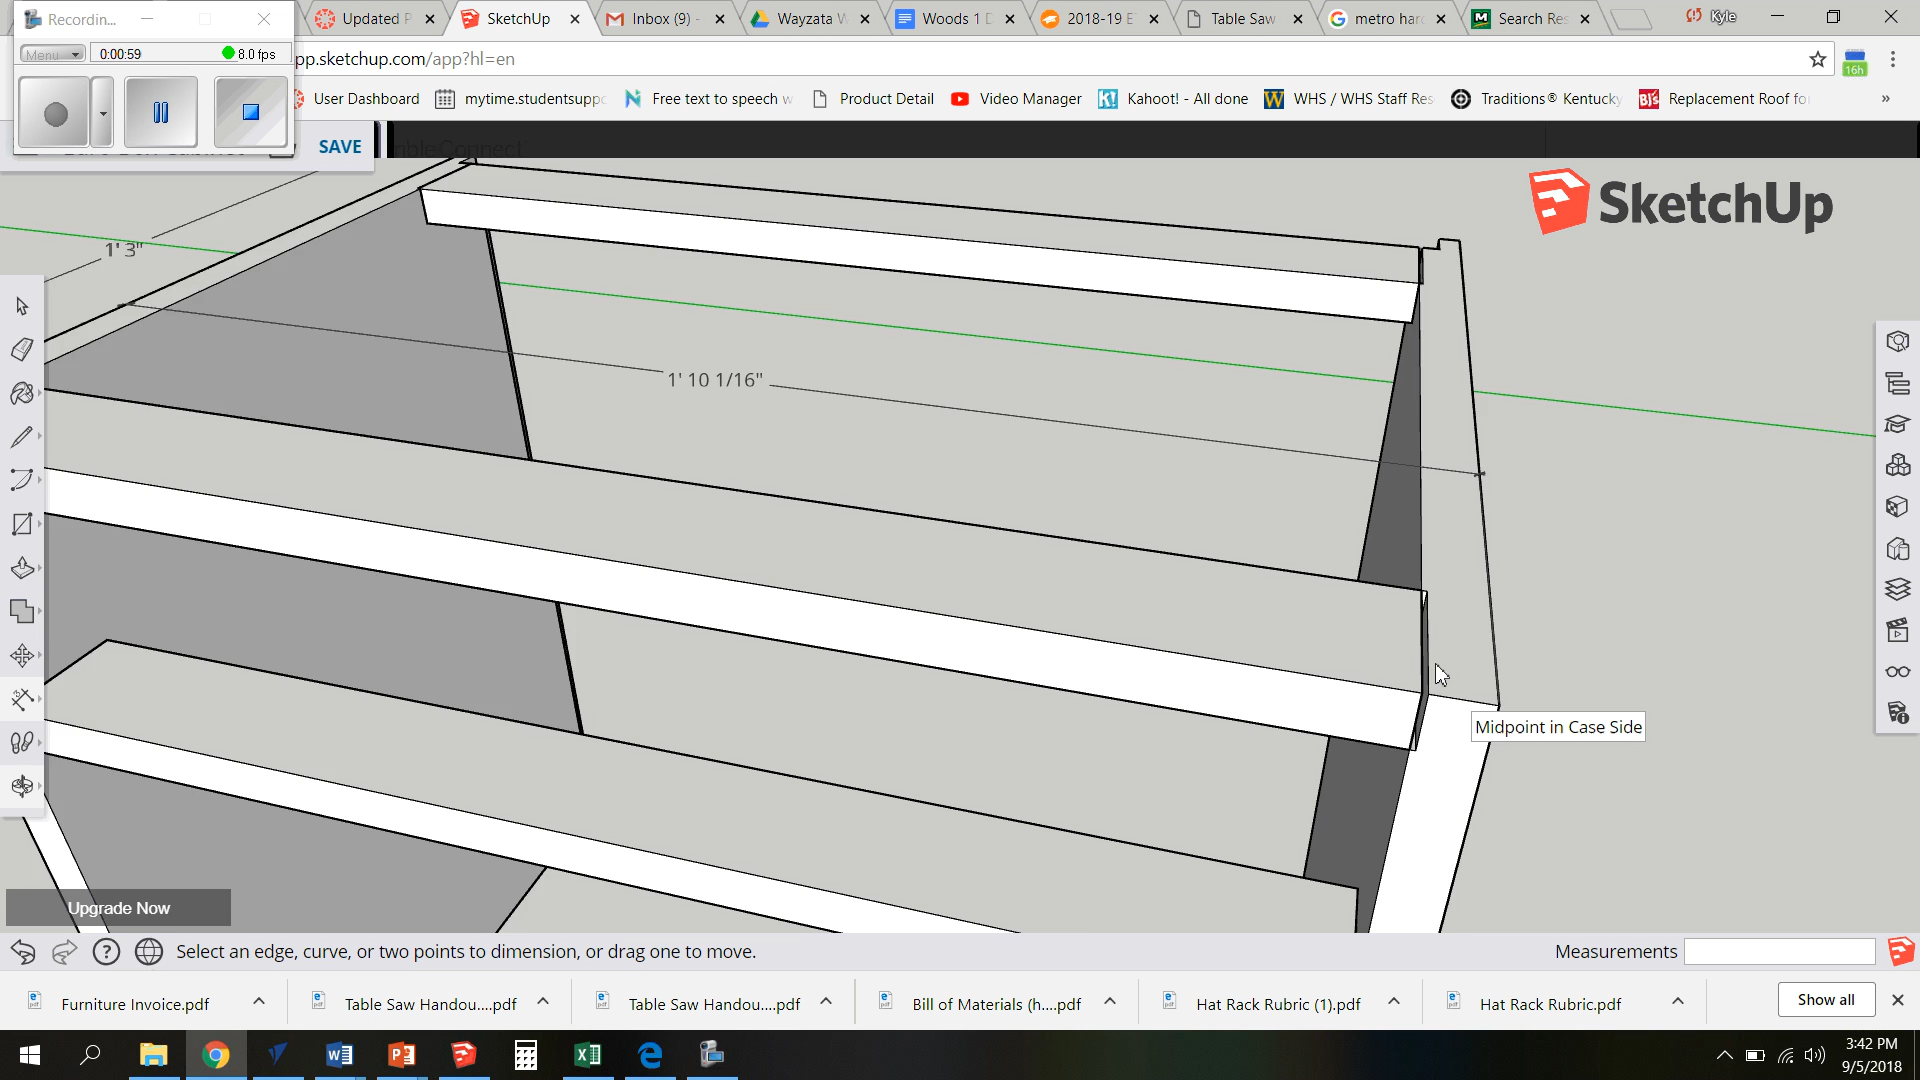 Recordin...
Menu
0:00:59
8.0 fps
Updated P
SketchUp
Inbox (9) -
Wayzata W
Woods 1 D
2018-19 E
Table Saw
metro hard
Search Res
Kyle
pp.sketchup.com/app?hl=en
16h
User Dashboard
mytime.studentsuppo
Free text to speech w
Product Detail
Video Manager
Kahoot! - All done
WHS / WHS Staff Res
Traditions® Kentucky
Replacement Roof fo
»
SAVE
SketchUp
1' 3"
1' 10 1/16"
Midpoint in Case Side
Upgrade Now
Select an edge, curve, or two points to dimension, or drag one to move.
Measurements
Furniture Invoice.pdf
Table Saw Handou....pdf
Table Saw Handou....pdf
Bill of Materials (h....pdf
Hat Rack Rubric (1).pdf
Hat Rack Rubric.pdf
Show all
3:42 PM
9/5/2018